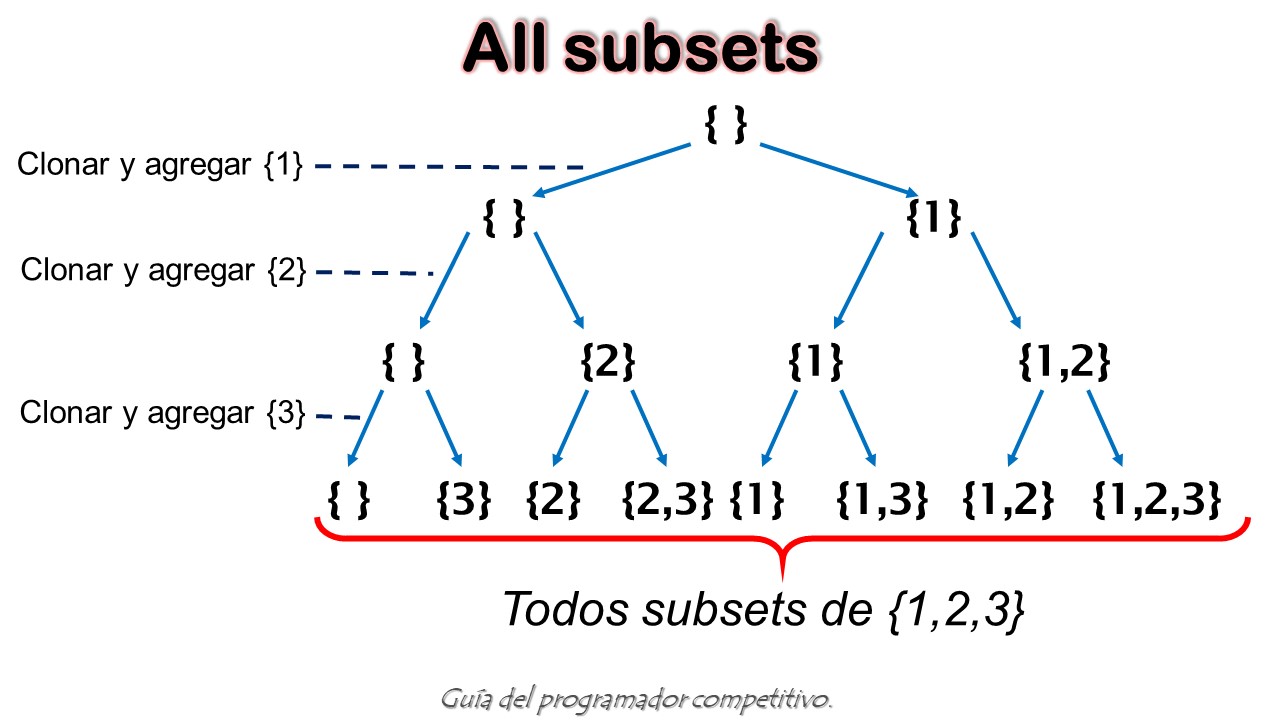 All subsets
{ }
Clonar y agregar {1}
{ } {1}
Clonar y agregar {2}
{ } {2} {1} {1,2}
Clonar y agregar {3}
{ } {3} {2} {2,3} {1} {1,3} {1,2} {1,2,3}
Todos subsets de {1,2,3}
Guía del programador competitivo.